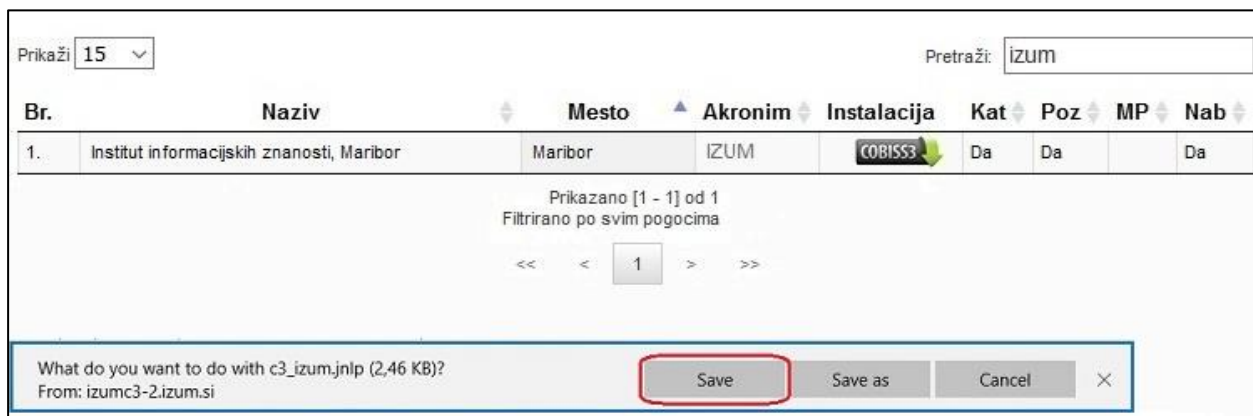 Prikaži 15 Pretraži: izum
Br. Naziv Mesto Akronim Instalacija Kat Poz MP Nab
1. Institut informacijskih znanosti, Maribor Maribor IZUM COBISS3 Da Da Da
Prikazano [1 - 1] od 1
Filtrirano po svim pogocima
<< < 1 > >>
What do you want to do with c3_izum.jnlp (2,46 KB)?
From: izumc3-2.izum.si
Save Save as Cancel